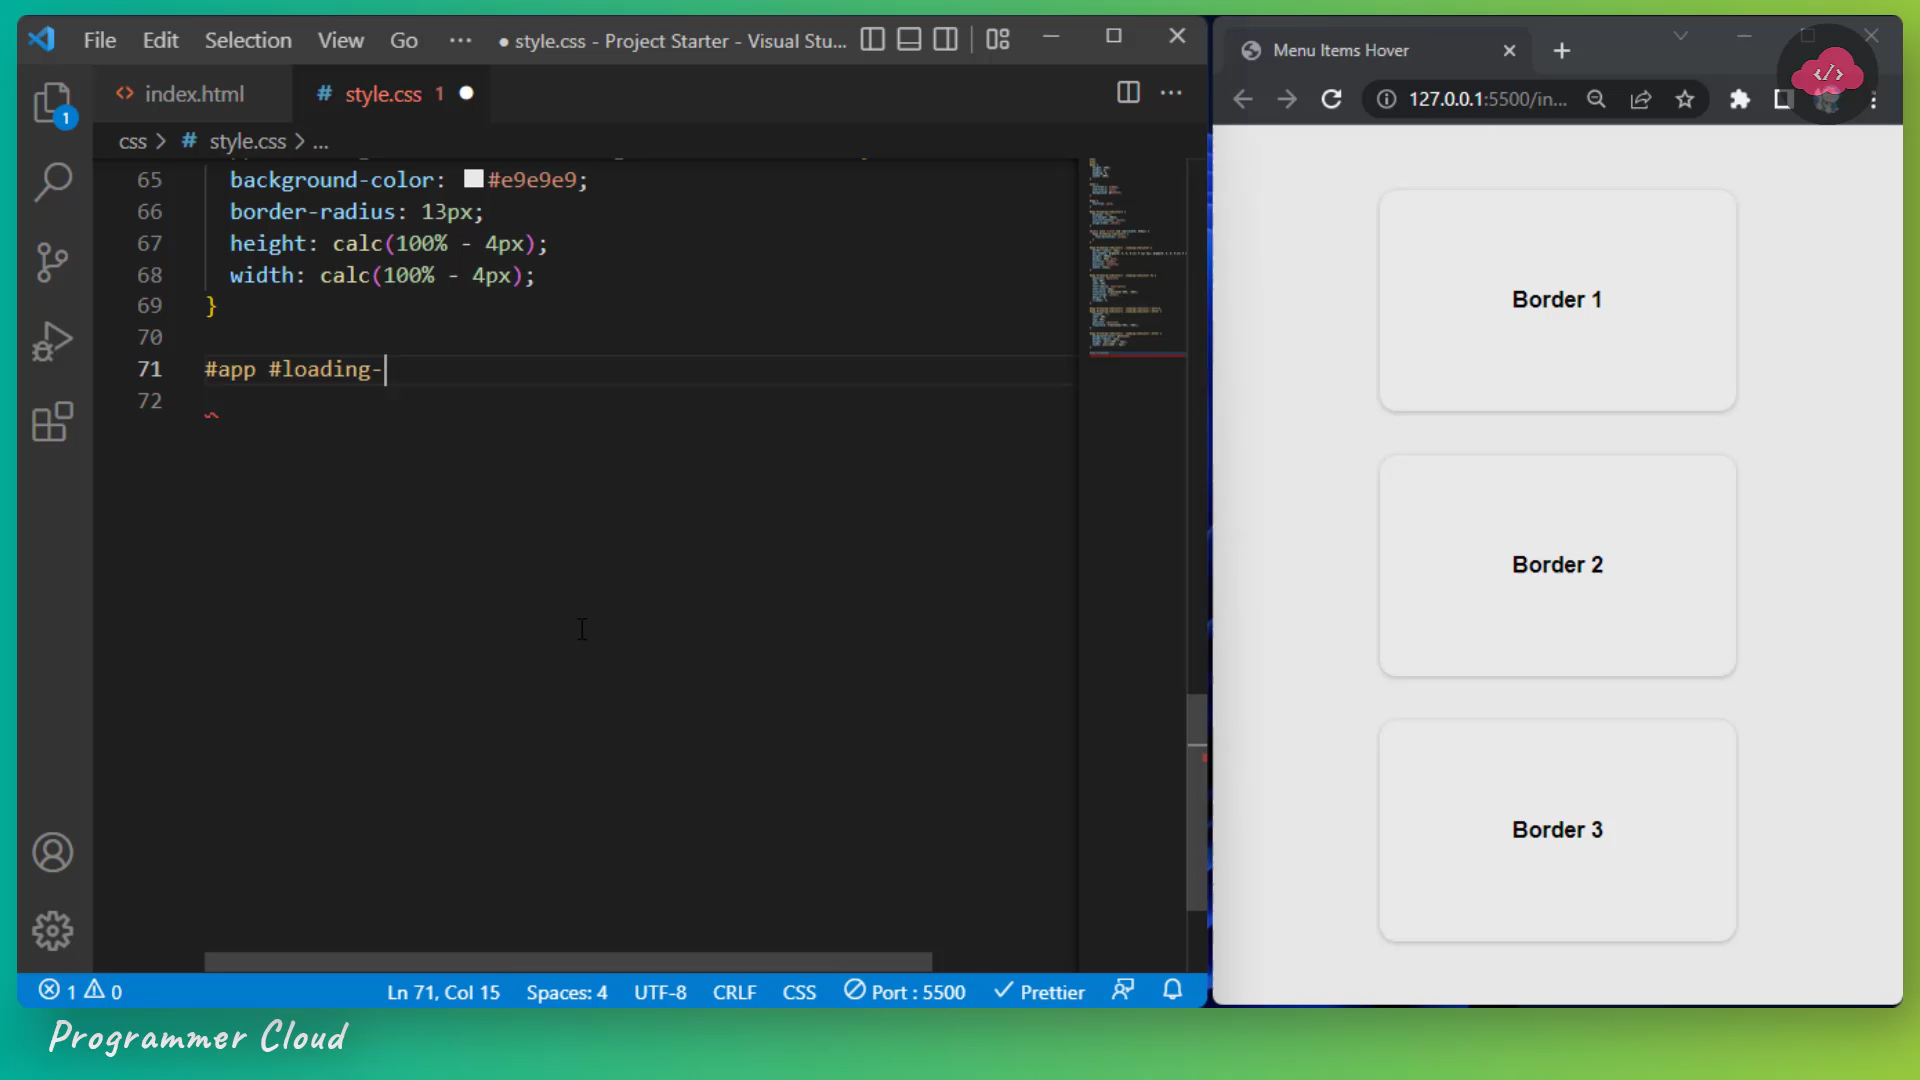 File Edit Selection View Go ··· ● style.css - Project Starter - Visual Stu...
<> index.html # style.css 1 ●
css > # style.css > ...
65 background-color: #e9e9e9;
66 border-radius: 13px;
67 height: calc(100% - 4px);
68 width: calc(100% - 4px);
69 }
70
71 #app #loading-
72
1
⊗ 1 ⚠ 0 Ln 71, Col 15 Spaces: 4 UTF-8 CRLF CSS Port : 5500 ✓ Prettier
Menu Items Hover
127.0.0.1:5500/in...
</>
Border 1
Border 2
Border 3
Programmer Cloud